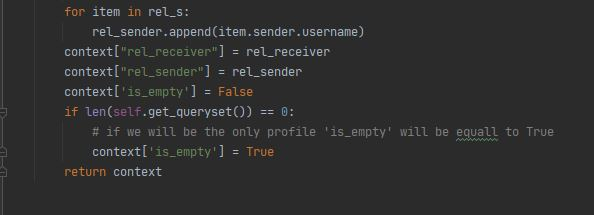 for item in rel_s:
    rel_sender.append(item.sender.username)
context["rel_receiver"] = rel_receiver
context["rel_sender"] = rel_sender
context['is_empty'] = False
if len(self.get_queryset()) == 0:
    # if we will be the only profile 'is_empty' will be equall to True
    context['is_empty'] = True
return context